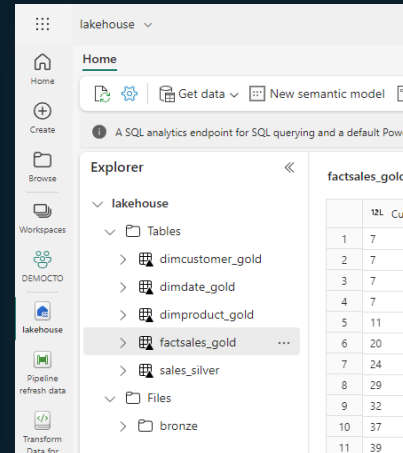 lakehouse
Home
Home
Get data
New semantic model
Create
A SQL analytics endpoint for SQL querying and a default Pow
Browse
Explorer
factsales_gold
lakehouse
Workspaces
Tables
12L Cu
dimcustomer_gold
1 7
dimdate_gold
2 7
DEMOCTO
dimproduct_gold
3 7
4 7
lakehouse
factsales_gold ...
5 11
6 20
sales_silver
7 24
Pipeline
refresh data
Files
8 29
9 32
bronze
10 37
Transform
Data for
11 39